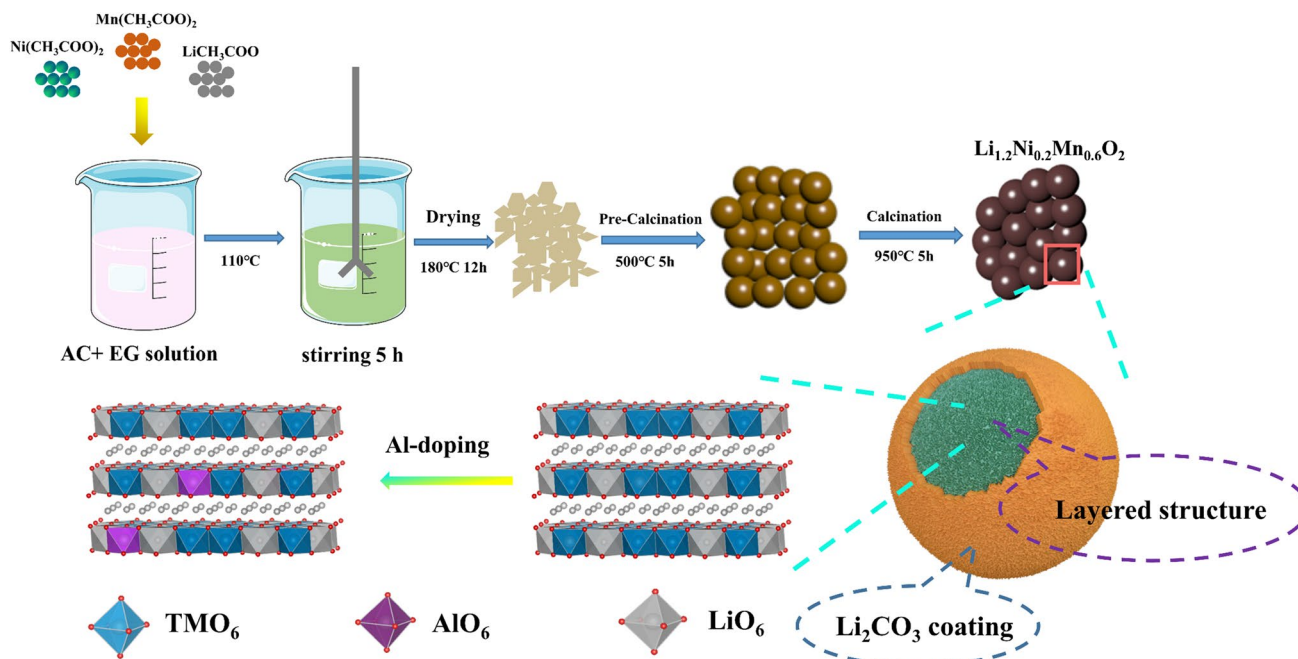 Mn(CH₃COO)₂
Ni(CH₃COO)₂
LiCH₃COO
Li₁.₂Ni₀.₂Mn₀.₆O₂
Drying
Pre-Calcination
Calcination
110℃
180℃ 12h
500℃ 5h
950℃ 5h
AC+ EG solution
stirring 5 h
Al-doping
Layered structure
TMO₆
AlO₆
LiO₆
Li₂CO₃ coating